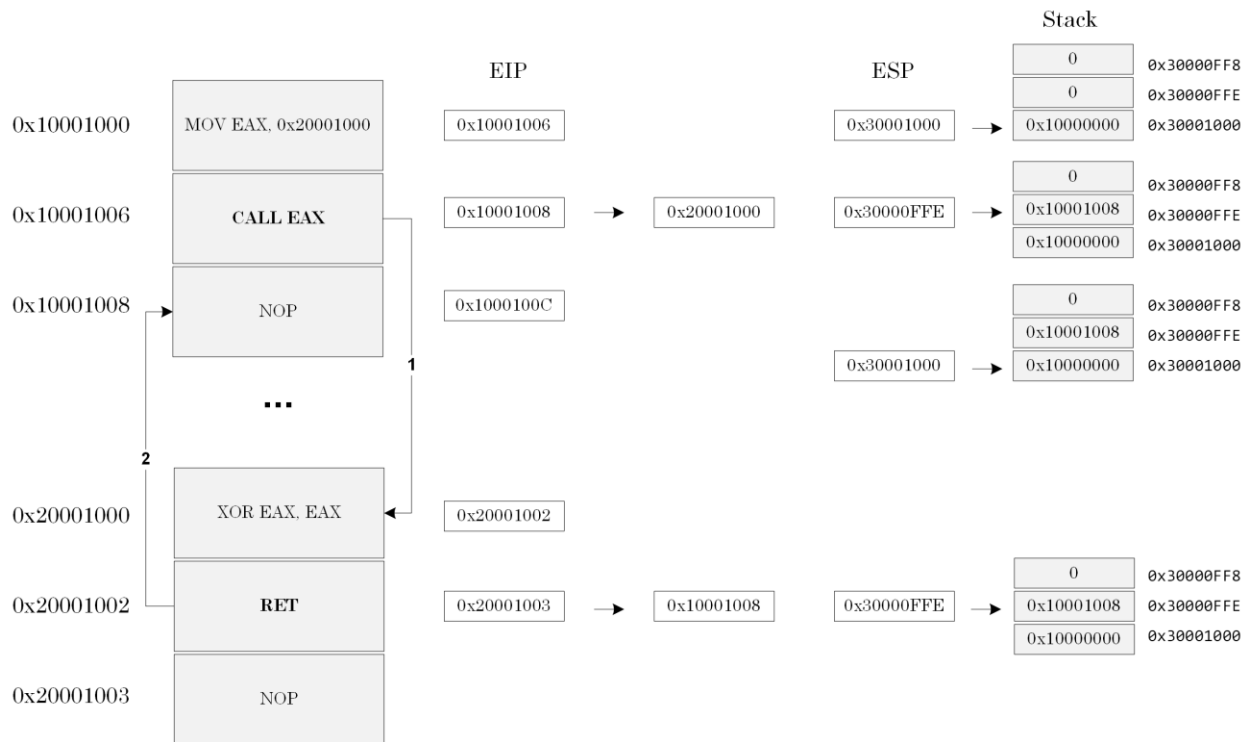 Stack
EIP
ESP
0 0x30000FF8
0 0x30000FFE
0x10001000 MOV EAX, 0x20001000 0x10001006 0x30001000 0x10000000 0x30001000
0 0x30000FF8
0x10001006 CALL EAX 0x10001008 0x20001000 0x30000FFE 0x10001008 0x30000FFE
0x10000000 0x30001000
0x10001008 NOP 0x1000100C 0 0x30000FF8
0x10001008 0x30000FFE
1
0x30001000 0x10000000 0x30001000
...
2
0x20001000 XOR EAX, EAX 0x20001002
0 0x30000FF8
0x20001002 RET 0x20001003 0x10001008 0x30000FFE 0x10001008 0x30000FFE
0x10000000 0x30001000
0x20001003 NOP